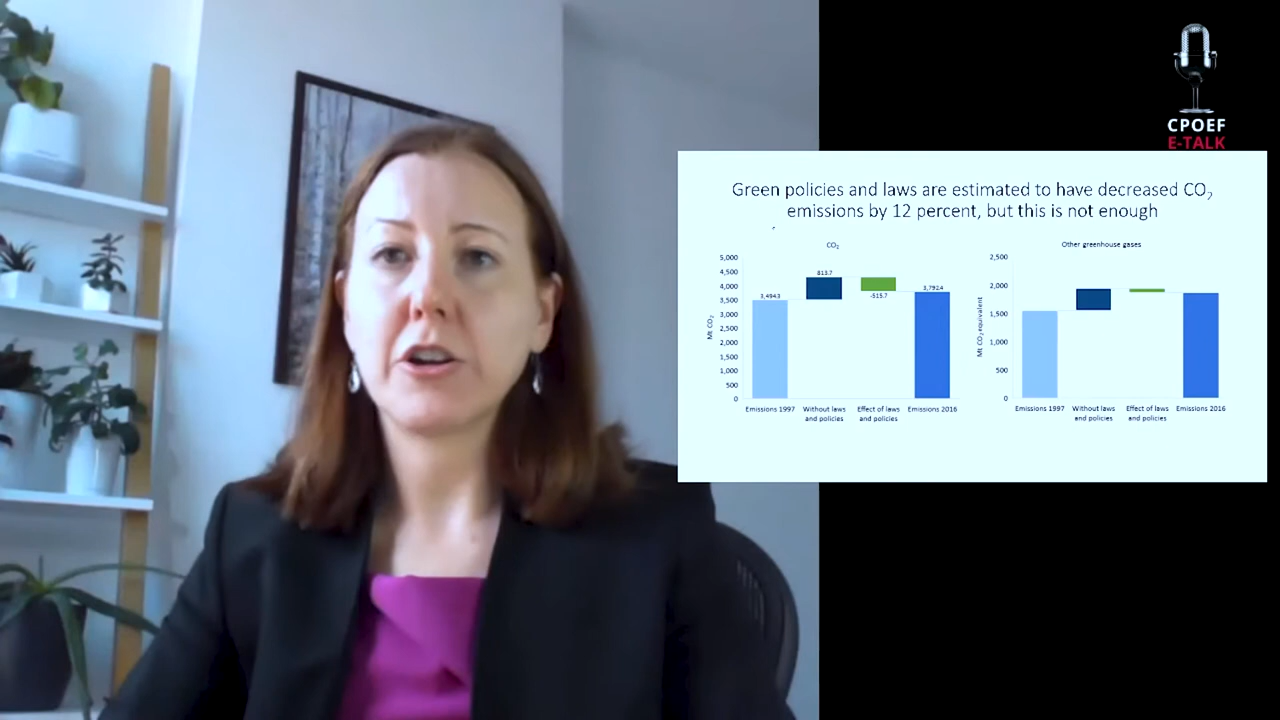 CPOEF
E-TALK
Green policies and laws are estimated to have decreased CO₂
emissions by 12 percent, but this is not enough
CO₂
5,000
4,500
4,000
3,500
3,000
2,500
2,000
1,500
1,000
500
0
Mt CO₂
3,494.3
813.7
-515.7
3,792.4
Emissions 1997
Without laws
and policies
Effect of laws
and policies
Emissions 2016
Other greenhouse gases
2,500
2,000
1,500
1,000
500
0
Mt CO₂ equivalent
Emissions 1997
Without laws
and policies
Effect of laws
and policies
Emissions 2016